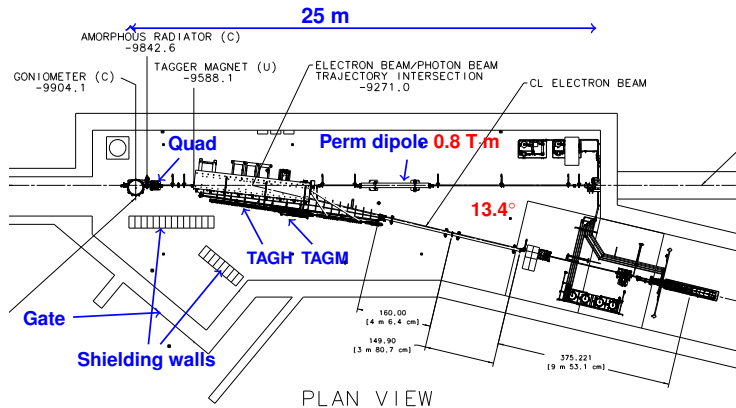 25 m
AMORPHOUS RADIATOR (C)
-9842.6
GONIOMETER (C)
-9904.1
TAGGER MAGNET (U)
-9588.1
ELECTRON BEAM/PHOTON BEAM
TRAJECTORY INTERSECTION
-9271.0
CL ELECTRON BEAM
Quad
Perm dipole 0.8 T·m
13.4°
TAGH TAGM
Gate
Shielding walls
160.00
[4 m 6.4 cm]
149.90
[3 m 80.7 cm]
375.221
[9 m 53.1 cm]
PLAN VIEW